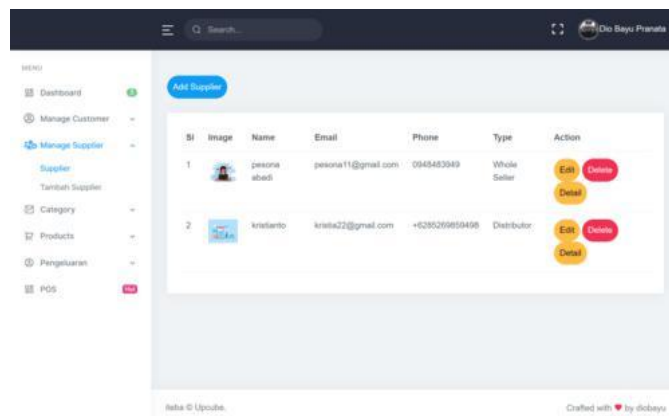 Search...
Dio Bayu Pranata
MENU
Dashboard
Manage Customer
Manage Supplier
Supplier
Tambah Supplier
Category
Products
Pengeluaran
POS
Hot
Add Supplier
Sl Image Name Email Phone Type Action
1 pesona abadi pesona11@gmail.com 0948483949 Whole Seller Edit Delete Detail
2 kristianto kristia22@gmail.com +6285269859498 Distributor Edit Delete Detail
© Upcube.
Crafted with by diobayu